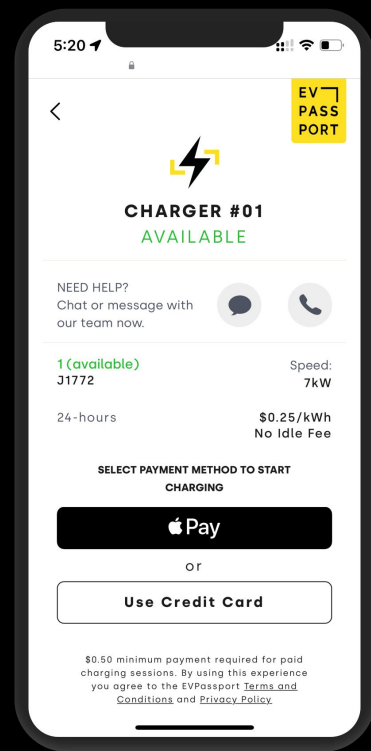 5:20
EV
PASS
PORT
CHARGER #01
AVAILABLE
NEED HELP?
Chat or message with
our team now.
1 (available)
J1772
Speed:
7kW
24-hours
$0.25/kWh
No Idle Fee
SELECT PAYMENT METHOD TO START
CHARGING
Pay
or
Use Credit Card
$0.50 minimum payment required for paid
charging sessions. By using this experience
you agree to the EVPassport Terms and
Conditions and Privacy Policy